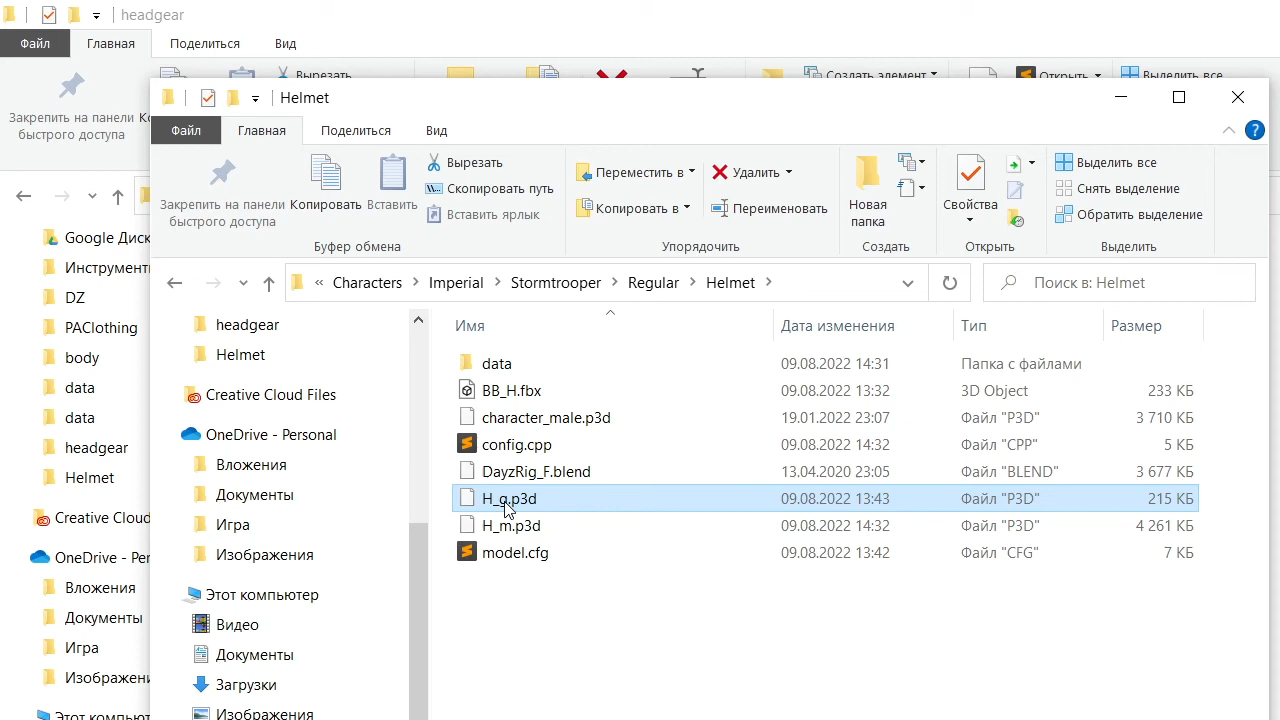 headgear
Файл Главная Поделиться Вид
Вырезать Создать элемент Открыть Выделить все
Закрепить на панели
быстрого доступа
Helmet
Файл Главная Поделиться Вид
Закрепить на панели
быстрого доступа
Копировать
Вставить
Вырезать
Скопировать путь
Вставить ярлык
Буфер обмена
Переместить в
Копировать в
Удалить
Переименовать
Упорядочить
Новая
папка
Создать
Свойства
Открыть
Выделить все
Снять выделение
Обратить выделение
Выделить
« Characters > Imperial > Stormtrooper > Regular > Helmet >
Поиск в: Helmet
Google Диск
Инструменты
DZ
PAClothing
body
data
data
headgear
Helmet
Creative Cloud
OneDrive - Per
Вложения
Документы
Игра
Изображени
Этот компьют
headgear
Helmet
Creative Cloud Files
OneDrive - Personal
Вложения
Документы
Игра
Изображения
Этот компьютер
Видео
Документы
Загрузки
Изображения
Имя Дата изменения Тип Размер
data 09.08.2022 14:31 Папка с файлами
BB_H.fbx 09.08.2022 13:32 3D Object 233 КБ
character_male.p3d 19.01.2022 23:07 Файл "P3D" 3 710 КБ
config.cpp 09.08.2022 14:32 Файл "CPP" 5 КБ
DayzRig_F.blend 13.04.2020 23:05 Файл "BLEND" 3 677 КБ
H_g.p3d 09.08.2022 13:43 Файл "P3D" 215 КБ
H_m.p3d 09.08.2022 14:32 Файл "P3D" 4 261 КБ
model.cfg 09.08.2022 13:42 Файл "CFG" 7 КБ